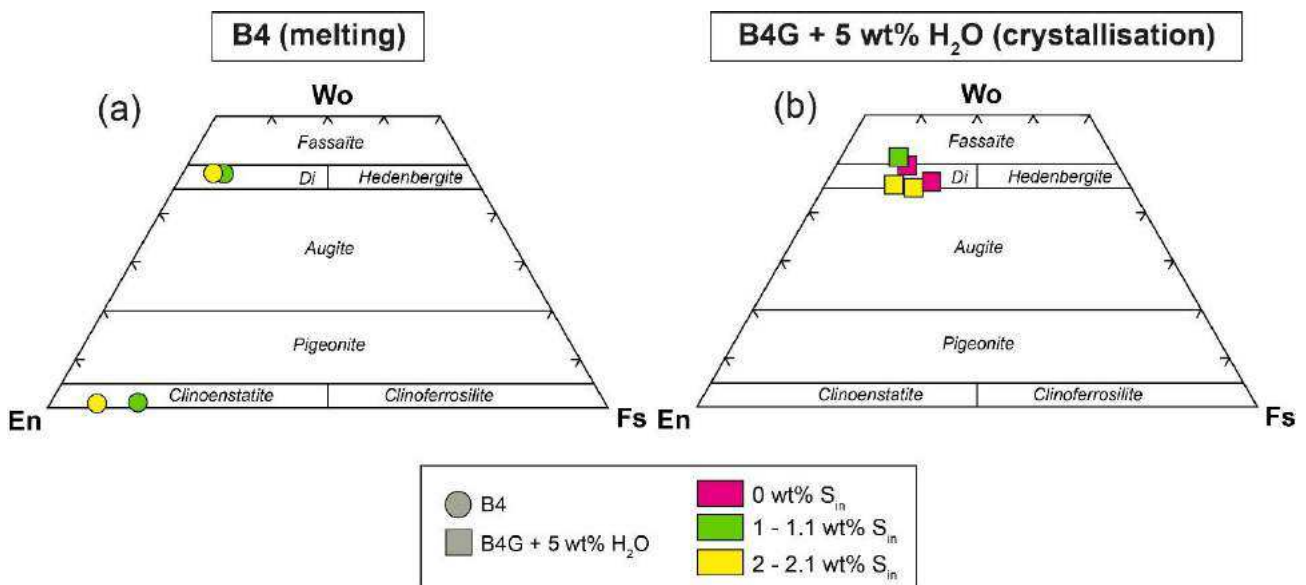 B4 (melting)
B4G + 5 wt% H₂O (crystallisation)
(a)
Wo
Fassaïte
Di
Hedenbergite
Augite
Pigeonite
Clinoenstatite
Clinoferrosilite
En
Fs
(b)
Wo
Fassaïte
Di
Hedenbergite
Augite
Pigeonite
Clinoenstatite
Clinoferrosilite
En
Fs
B4
B4G + 5 wt% H₂O
0 wt% Sin
1 - 1.1 wt% Sin
2 - 2.1 wt% Sin